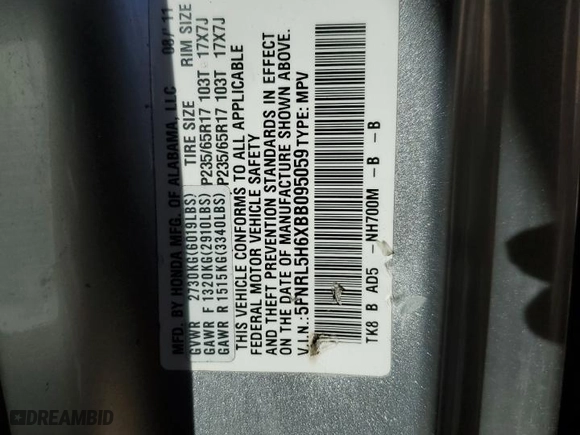 MFD. BY HONDA MFG. OF ALABAMA, LLC 08/ 11
TIRE SIZE RIM SIZE
GVWR 2730KG(6019LBS)
GAWR F 1320KG(2910LBS) P235/65R17 103T 17X7J
GAWR R 1515KG(3340LBS) P235/65R17 103T 17X7J
THIS VEHICLE CONFORMS TO ALL APPLICABLE
FEDERAL MOTOR VEHICLE SAFETY
AND THEFT PREVENTION STANDARDS IN EFFECT
ON THE DATE OF MANUFACTURE SHOWN ABOVE.
V.I.N.: 5FNRL5H6XBB095059 TYPE: MPV
TK8 B AD5 -NH700M -B -B
DREAMBID